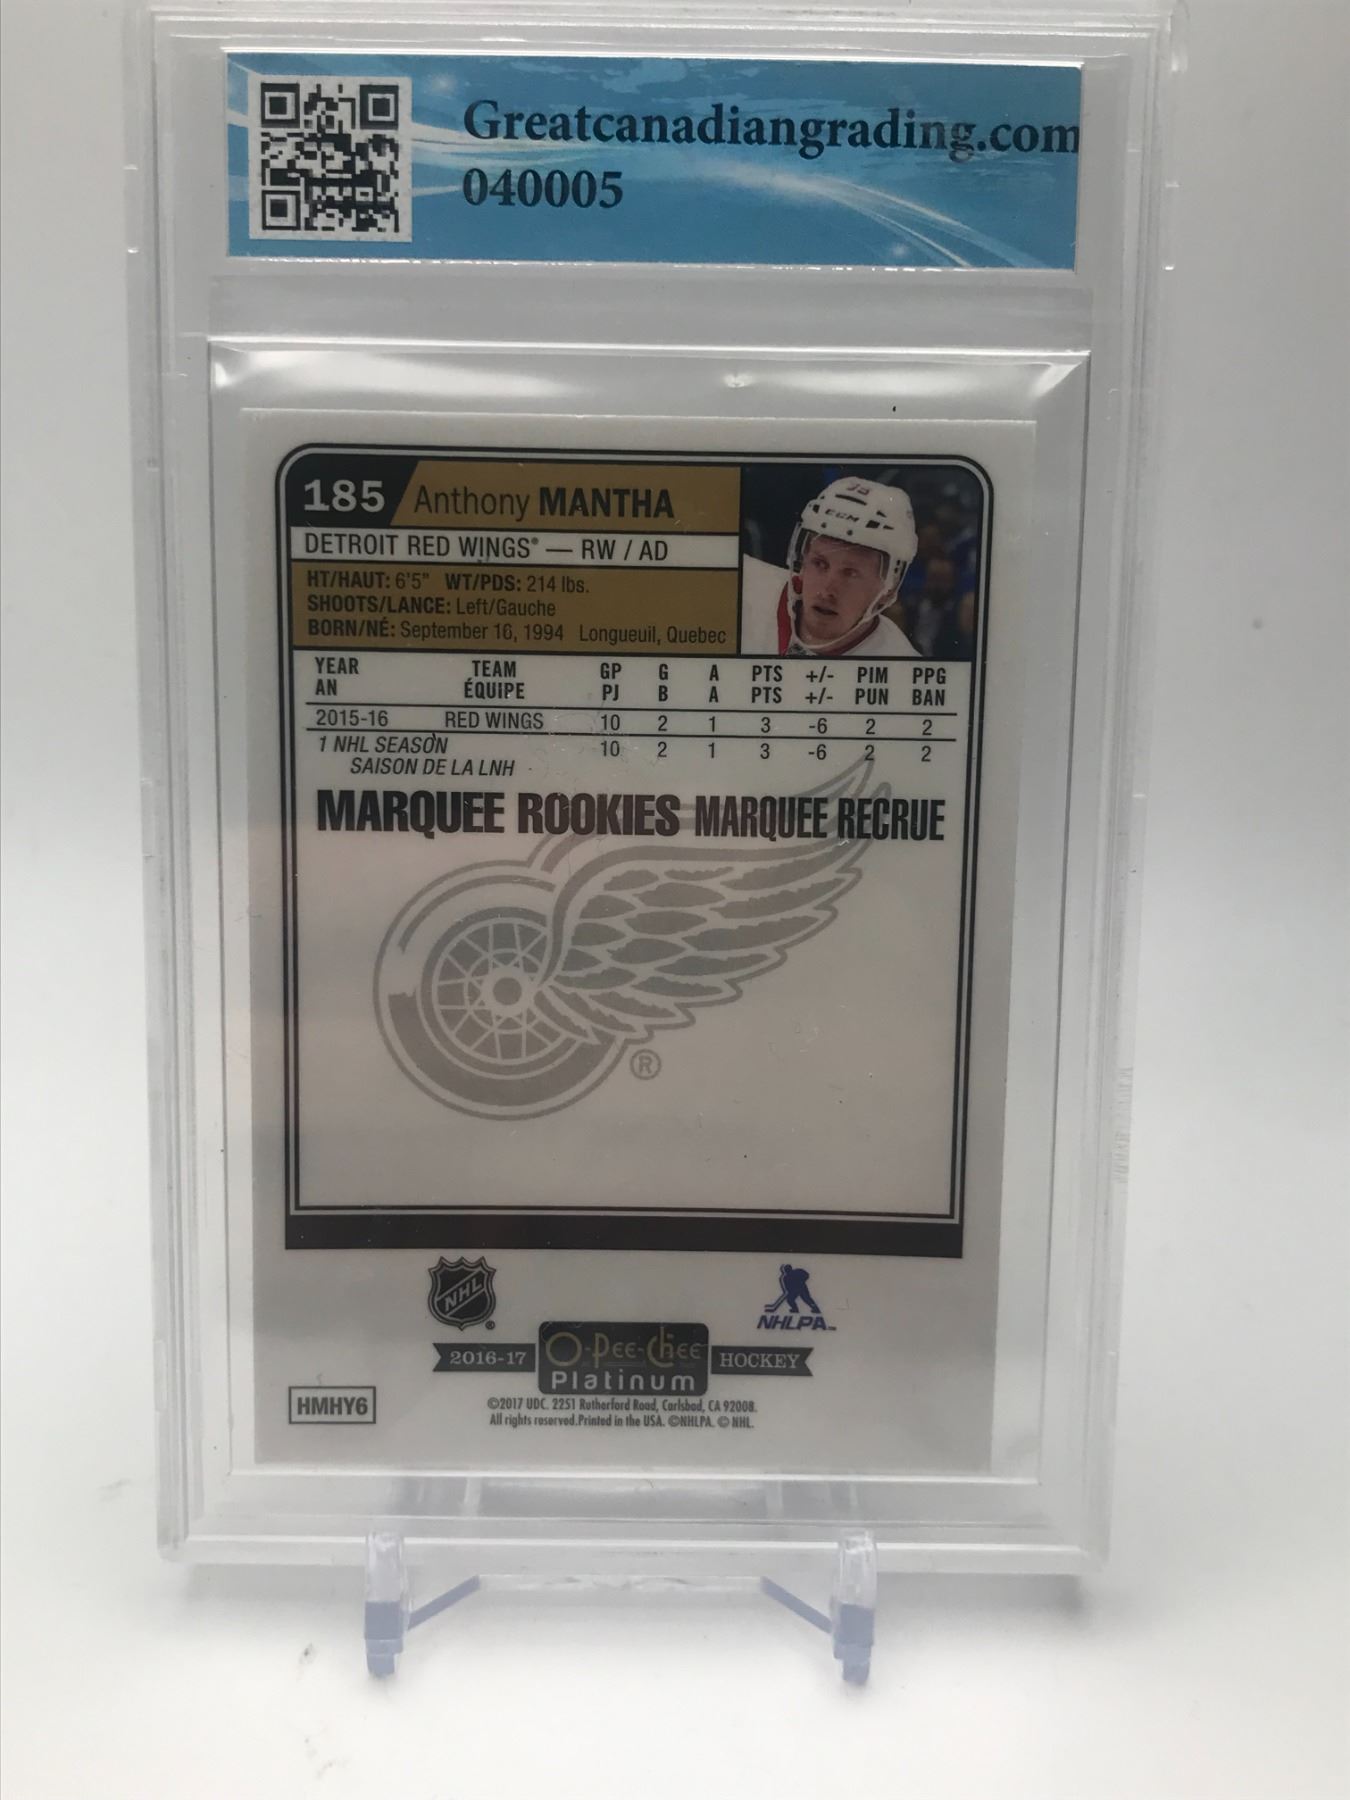 Greatcanadiangrading.com
040005
185 Anthony MANTHA
DETROIT RED WINGS® — RW / AD
HT/HAUT: 6'5" WT/PDS: 214 lbs.
SHOOTS/LANCE: Left/Gauche
BORN/NÉ: September 16, 1994 Longueuil, Quebec
YEAR TEAM GP G A PTS +/- PIM PPG
AN ÉQUIPE PJ B A PTS +/- PUN BAN
2015-16 RED WINGS 10 2 1 3 -6 2 2
1 NHL SEASON 10 2 1 3 -6 2 2
SAISON DE LA LNH
MARQUEE ROOKIES MARQUEE RECRUE
®
NHL ®
NHLPA™
2016-17 O-Pee-Chee HOCKEY
Platinum
HMHY6
©2017 UDC. 2251 Rutherford Road, Carlsbad, CA 92008.
All rights reserved.Printed in the USA. ©NHLPA. © NHL.
ECM